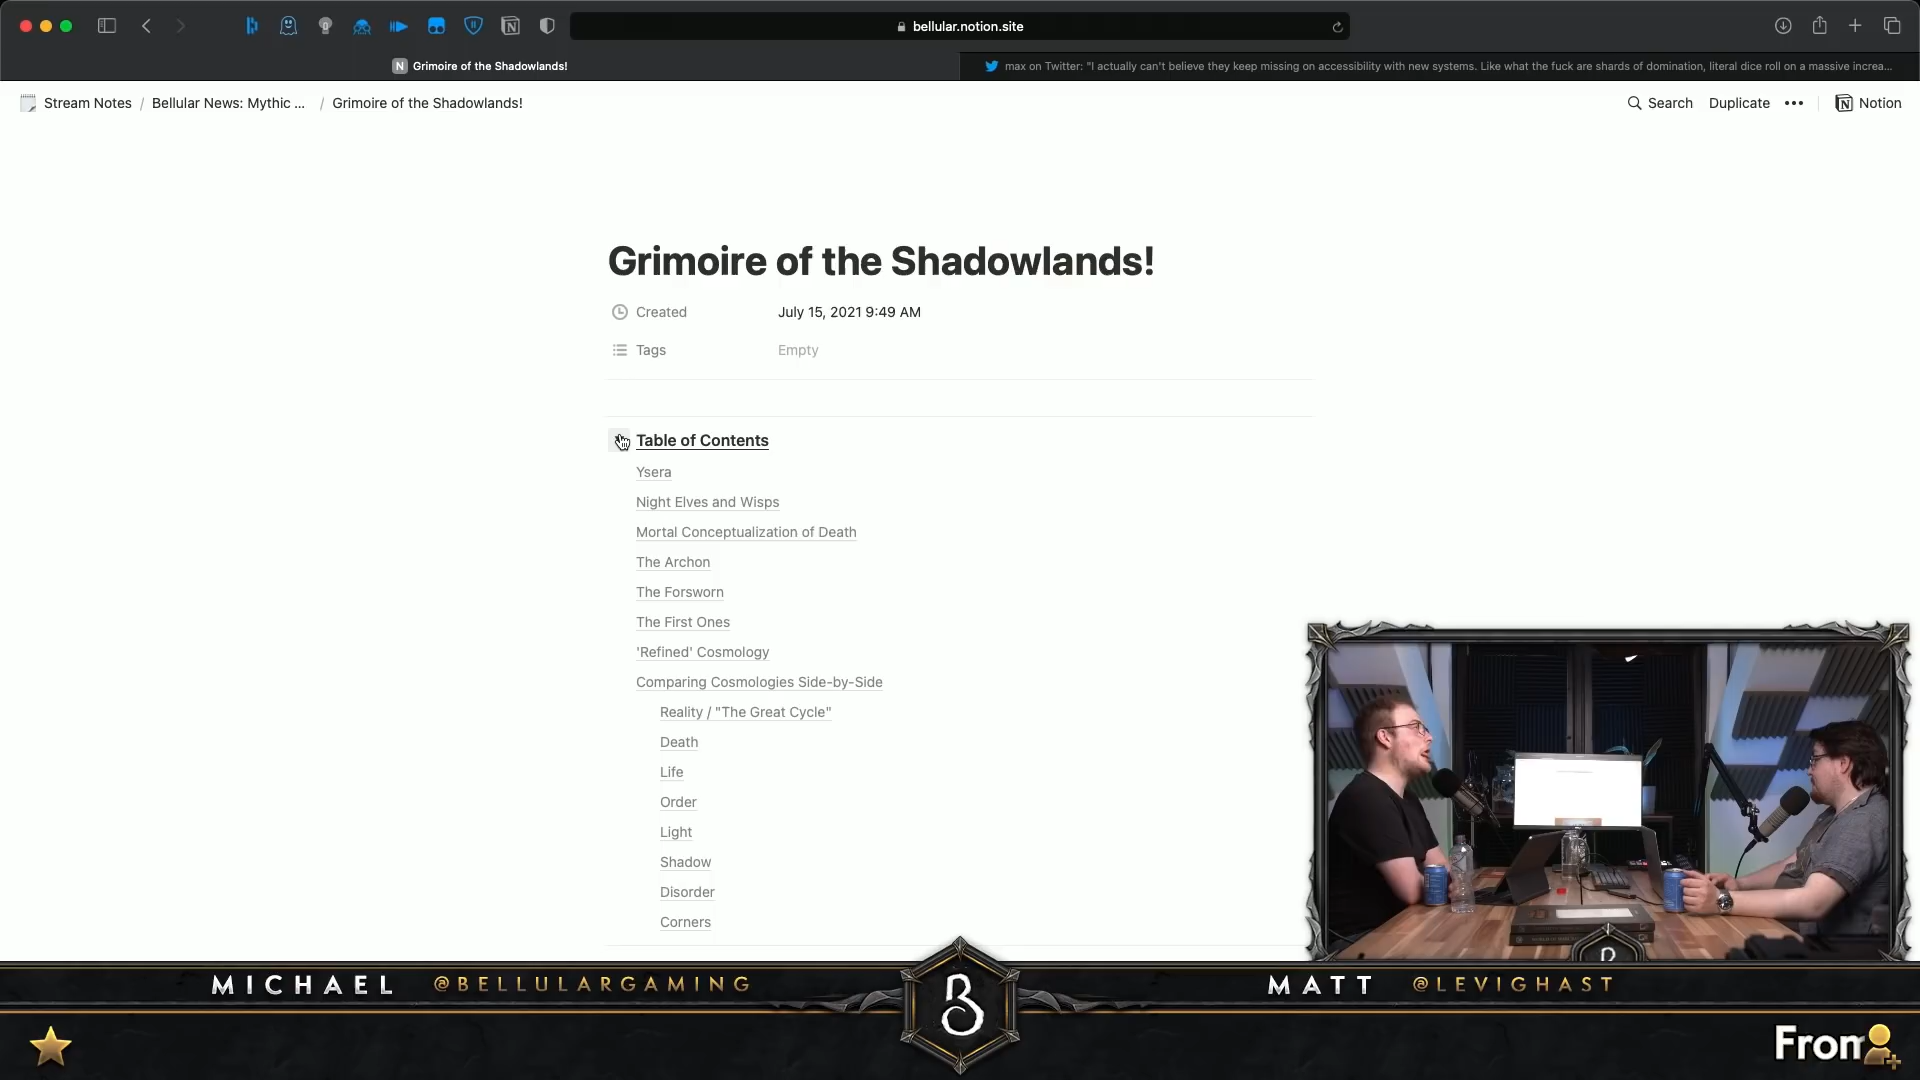 bellular.notion.site
N Grimoire of the Shadowlands!
max on Twitter: "I actually can't believe they keep missing on accessibility with new systems. Like what the fuck are shards of domination, literal dice roll on a massive increa...
Stream Notes / Bellular News: Mythic ... / Grimoire of the Shadowlands!
Search Duplicate ••• Notion
Grimoire of the Shadowlands!
Created July 15, 2021 9:49 AM
Tags Empty
Table of Contents
Ysera
Night Elves and Wisps
Mortal Conceptualization of Death
The Archon
The Forsworn
The First Ones
'Refined' Cosmology
Comparing Cosmologies Side-by-Side
Reality / "The Great Cycle"
Death
Life
Order
Light
Shadow
Disorder
Corners
MICHAEL @BELLULARGAMING B MATT @LEVIGHAST
From